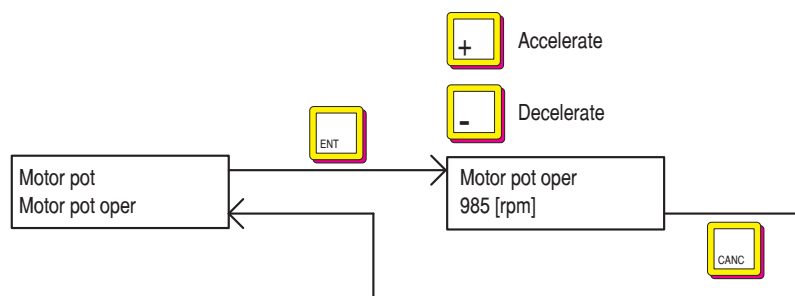 + Accelerate
- Decelerate
ENT
Motor pot
Motor pot oper
Motor pot oper
985 [rpm]
CANC